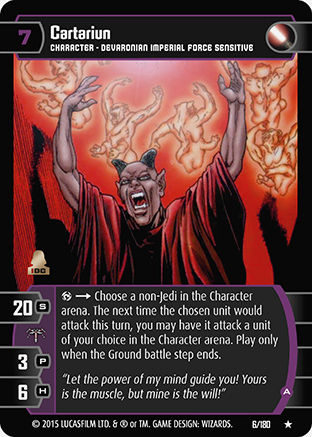 7 Cartariun
CHARACTER - DEVARONIAN IMPERIAL FORCE SENSITIVE
IDC
20 S
3 P
6 H
Choose a non-Jedi in the Character
arena. The next time the chosen unit would
attack this turn, you may have it attack a unit
of your choice in the Character arena. Play only
when the Ground battle step ends.
“Let the power of my mind guide you! Yours
is the muscle, but mine is the will!”
A
© 2015 LUCASFILM LTD. & ® or TM. GAME DESIGN: WIZARDS. 6/180